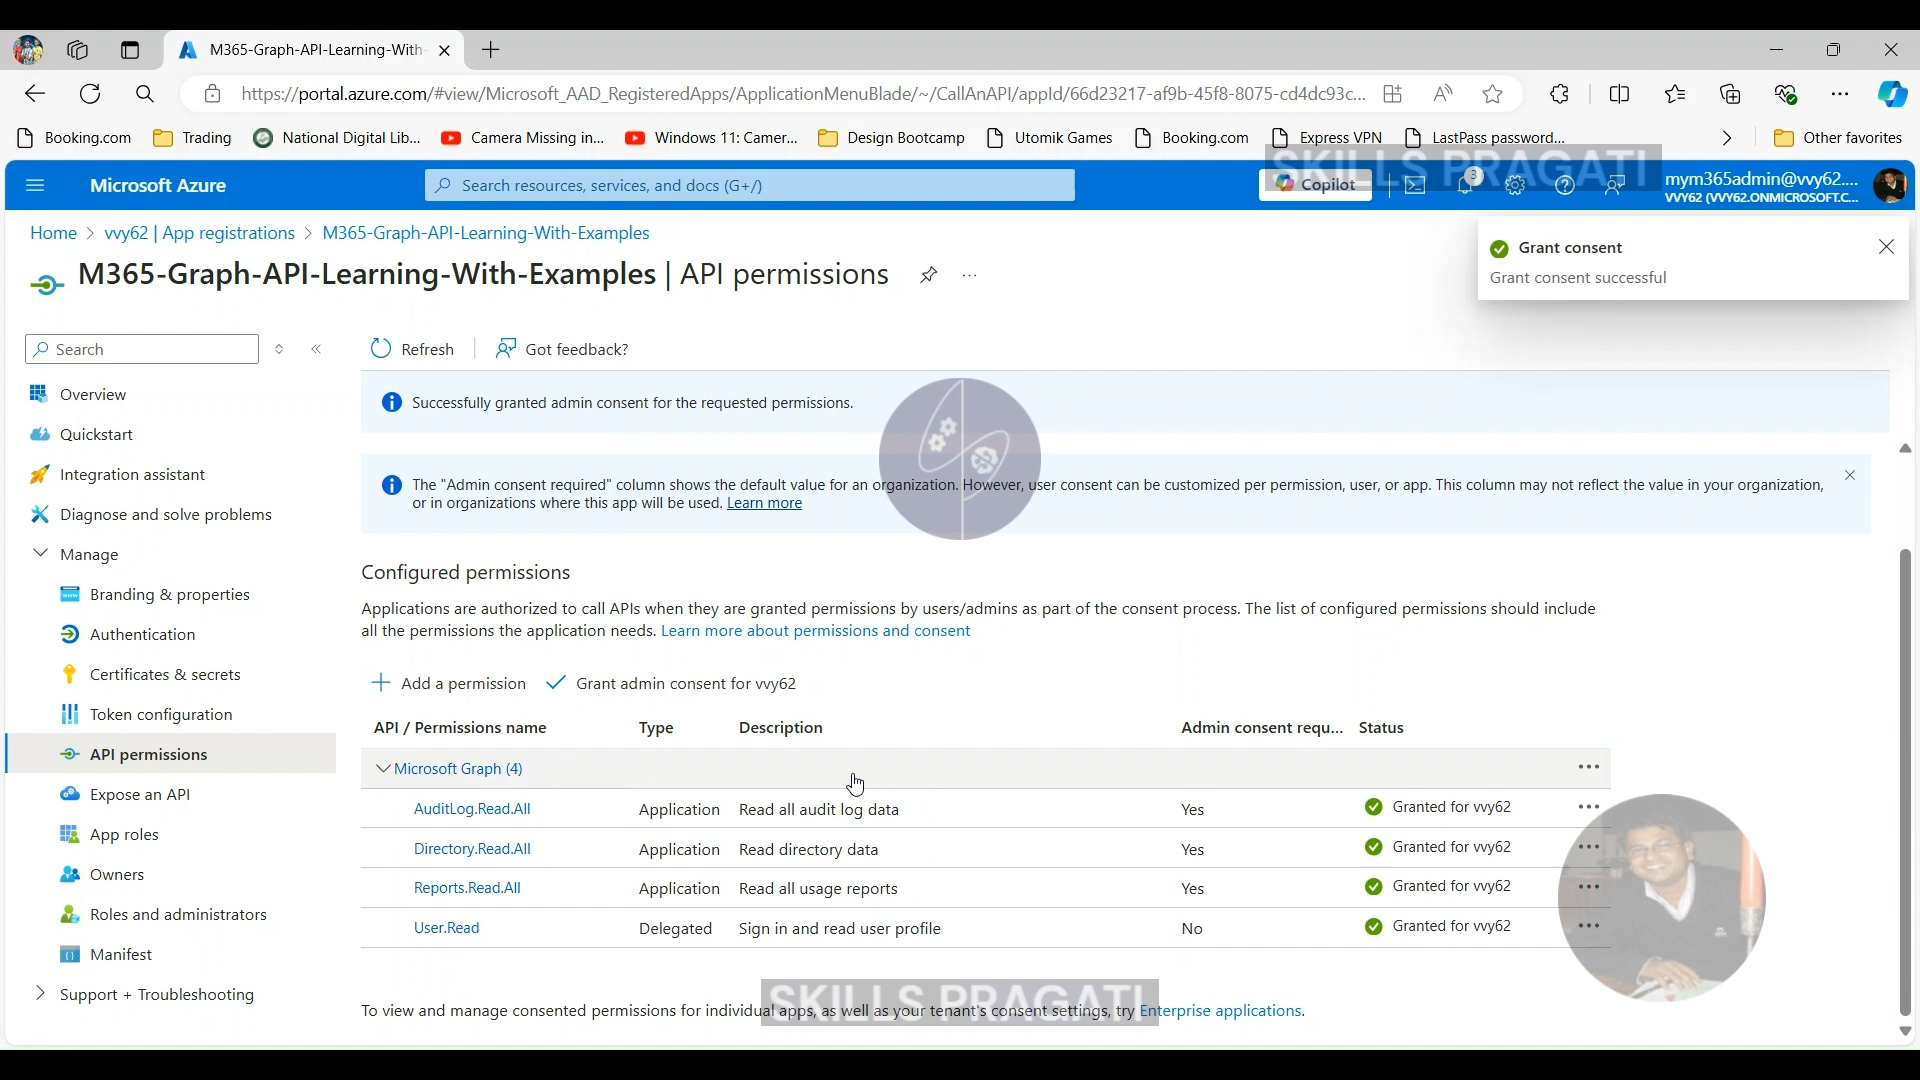 M365-Graph-API-Learning-With-
https://portal.azure.com/#view/Microsoft_AAD_RegisteredApps/ApplicationMenuBlade/~/CallAnAPI/appId/66d23217-af9b-45f8-8075-cd4dc93c...
Booking.com Trading National Digital Lib... Camera Missing in... Windows 11: Camer... Design Bootcamp Utomik Games Booking.com Express VPN LastPass password... Other favorites
SKILLS PRAGATI
Microsoft Azure Search resources, services, and docs (G+/) Copilot 3 mym365admin@vvy62....
VVY62 (VVY62.ONMICROSOFT.C...
Home > vvy62 | App registrations > M365-Graph-API-Learning-With-Examples
M365-Graph-API-Learning-With-Examples | API permissions
Grant consent
Grant consent successful
Search
Refresh Got feedback?
Overview
Quickstart
Integration assistant
Diagnose and solve problems
Manage
Branding & properties
Authentication
Certificates & secrets
Token configuration
API permissions
Expose an API
App roles
Owners
Roles and administrators
Manifest
Support + Troubleshooting
Successfully granted admin consent for the requested permissions.
The "Admin consent required" column shows the default value for an organization. However, user consent can be customized per permission, user, or app. This column may not reflect the value in your organization,
or in organizations where this app will be used. Learn more
Configured permissions
Applications are authorized to call APIs when they are granted permissions by users/admins as part of the consent process. The list of configured permissions should include
all the permissions the application needs. Learn more about permissions and consent
Add a permission Grant admin consent for vvy62
API / Permissions name Type Description Admin consent requ... Status
Microsoft Graph (4)
AuditLog.Read.All Application Read all audit log data Yes Granted for vvy62
Directory.Read.All Application Read directory data Yes Granted for vvy62
Reports.Read.All Application Read all usage reports Yes Granted for vvy62
User.Read Delegated Sign in and read user profile No Granted for vvy62
SKILLS PRAGATI
To view and manage consented permissions for individual apps, as well as your tenant's consent settings, try Enterprise applications.